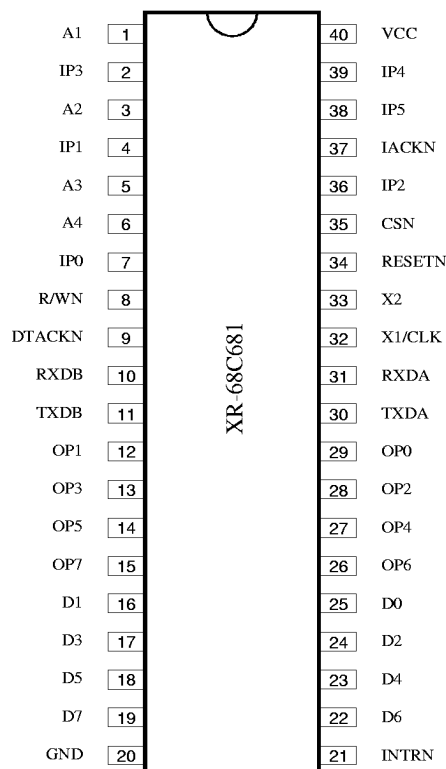 A1 1 40 VCC
IP3 2 39 IP4
A2 3 38 IP5
IP1 4 37 IACKN
A3 5 36 IP2
A4 6 35 CSN
IP0 7 34 RESETN
R/WN 8 33 X2
DTACKN 9 32 X1/CLK
XR-68C681
RXDB 10 31 RXDA
TXDB 11 30 TXDA
OP1 12 29 OP0
OP3 13 28 OP2
OP5 14 27 OP4
OP7 15 26 OP6
D1 16 25 D0
D3 17 24 D2
D5 18 23 D4
D7 19 22 D6
GND 20 21 INTRN